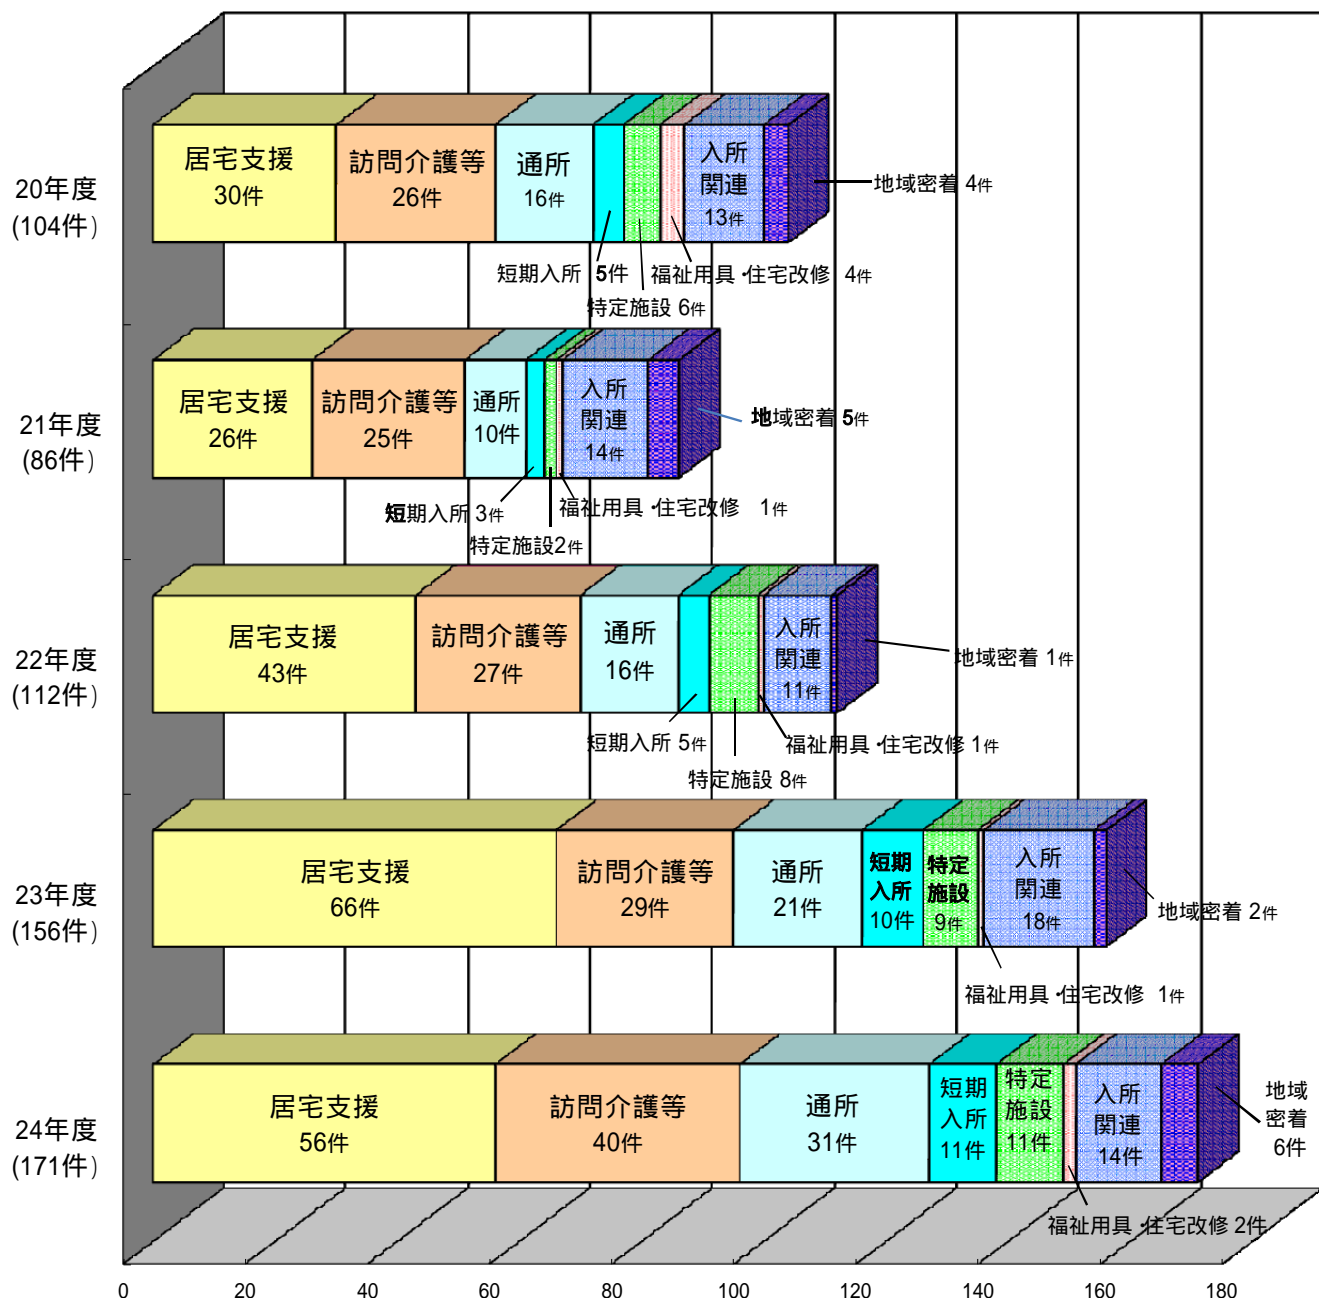 20年度
(104件)
居宅支援
30件
訪問介護等
26件
通所
16件
入所
関連
13件
地域密着 4件
短期入所 5件
福祉用具・住宅改修 4件
特定施設 6件
21年度
(86件)
居宅支援
26件
訪問介護等
25件
通所
10件
入所
関連
14件
地域密着 5件
短期入所 3件
福祉用具・住宅改修 1件
特定施設2件
22年度
(112件)
居宅支援
43件
訪問介護等
27件
通所
16件
入所
関連
11件
地域密着 1件
短期入所 5件
福祉用具・住宅改修 1件
特定施設 8件
23年度
(156件)
居宅支援
66件
訪問介護等
29件
通所
21件
短期
入所
10件
特定
施設
9件
入所
関連
18件
地域密着 2件
福祉用具・住宅改修 1件
24年度
(171件)
居宅支援
56件
訪問介護等
40件
通所
31件
短期
入所
11件
特定
施設
11件
入所
関連
14件
地域
密着
6件
福祉用具・住宅改修 2件
0 20 40 60 80 100 120 140 160 180